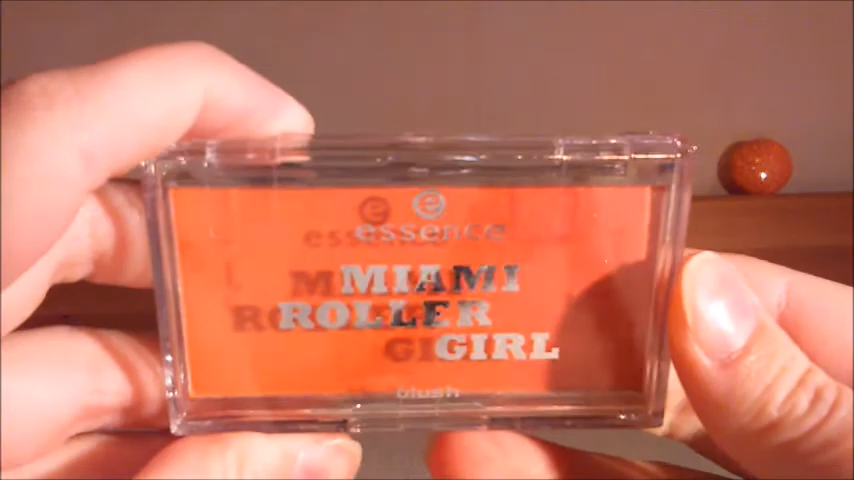 e
essence
MIAMI
ROLLER
GIRL
blush